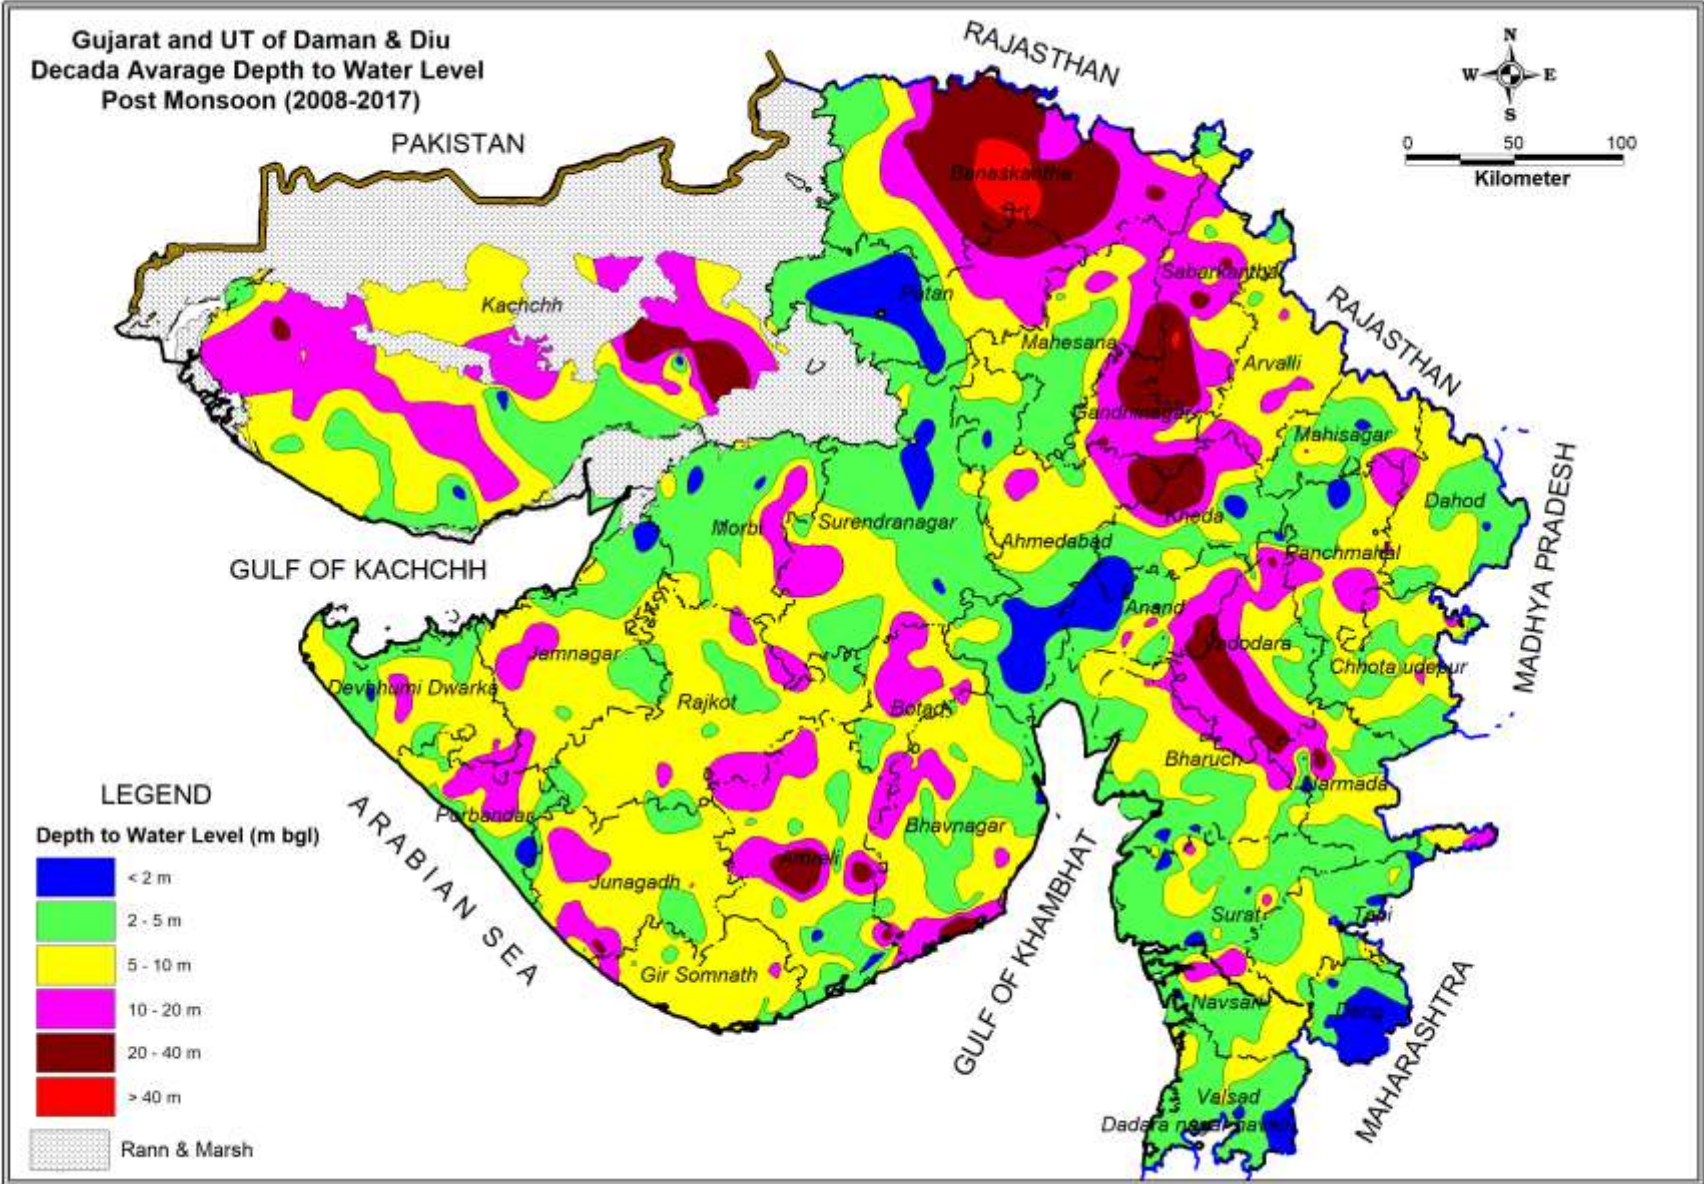 Gujarat and UT of Daman & Diu
Decada Avarage Depth to Water Level
Post Monsoon (2008-2017)
RAJASTHAN
N
W
E
S
0
50
100
Kilometer
PAKISTAN
Banaskantha
Sabarkantha
Patan
Kachchh
RAJASTHAN
Mahesana
Arvalli
Gandhinagar
Mahisagar
Dahod
MADHYA PRADESH
Morbi
Surendranagar
Kheda
Ahmedabad
Panchmahal
GULF OF KACHCHH
Anand
Vadodara
Jamnagar
Chhota udepur
Devbhumi Dwarka
Rajkot
Botad
Bharuch
Narmada
Porbandar
Bhavnagar
Amreli
Junagadh
ARABIAN SEA
Surat
Tapi
Gir Somnath
GULF OF KHAMBHAT
Navsari
Dang
MAHARASHTRA
Valsad
Dadara nagar haveli
LEGEND
Depth to Water Level (m bgl)
< 2 m
2 - 5 m
5 - 10 m
10 - 20 m
20 - 40 m
> 40 m
Rann & Marsh